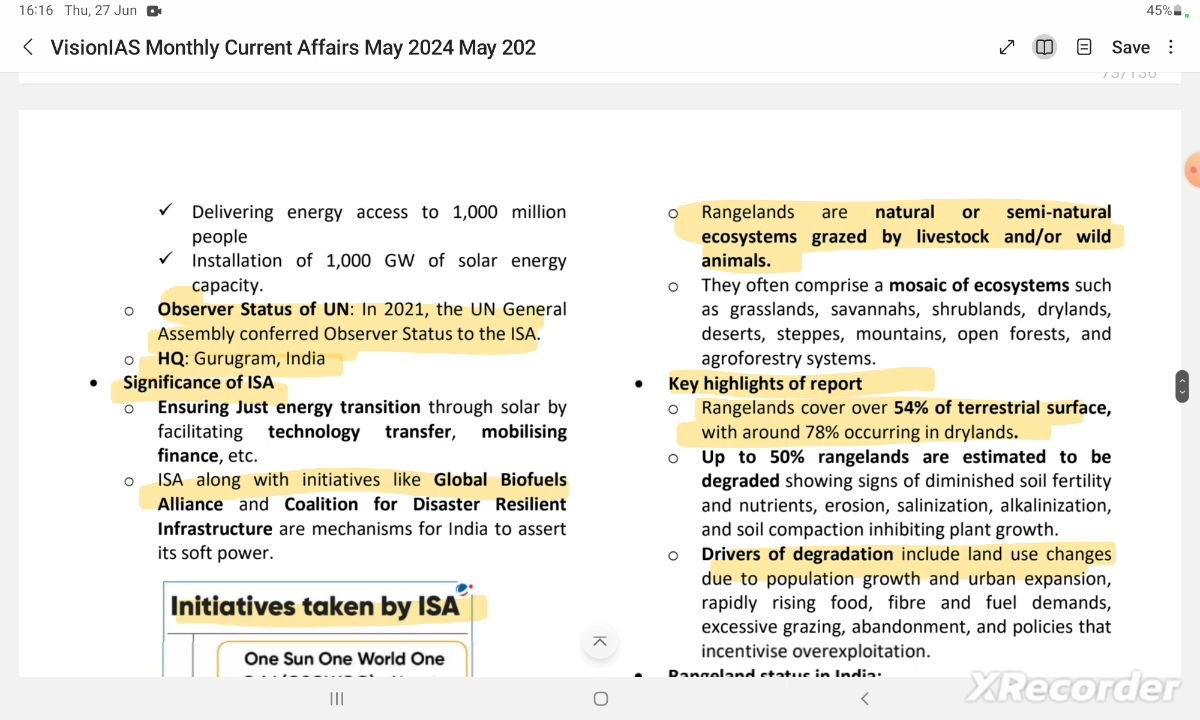 16:16 Thu, 27 Jun
45%
VisionIAS Monthly Current Affairs May 2024 May 202
Save
73/136
✓ Delivering energy access to 1,000 million
people
✓ Installation of 1,000 GW of solar energy
capacity.
o Observer Status of UN: In 2021, the UN General
Assembly conferred Observer Status to the ISA.
o HQ: Gurugram, India
• Significance of ISA
o Ensuring Just energy transition through solar by
facilitating technology transfer, mobilising
finance, etc.
o ISA along with initiatives like Global Biofuels
Alliance and Coalition for Disaster Resilient
Infrastructure are mechanisms for India to assert
its soft power.
Initiatives taken by ISA
One Sun One World One
o Rangelands are natural or semi-natural
ecosystems grazed by livestock and/or wild
animals.
o They often comprise a mosaic of ecosystems such
as grasslands, savannahs, shrublands, drylands,
deserts, steppes, mountains, open forests, and
agroforestry systems.
• Key highlights of report
o Rangelands cover over 54% of terrestrial surface,
with around 78% occurring in drylands.
o Up to 50% rangelands are estimated to be
degraded showing signs of diminished soil fertility
and nutrients, erosion, salinization, alkalinization,
and soil compaction inhibiting plant growth.
o Drivers of degradation include land use changes
due to population growth and urban expansion,
rapidly rising food, fibre and fuel demands,
excessive grazing, abandonment, and policies that
incentivise overexploitation.
• Rangeland status in India:
XRecorder